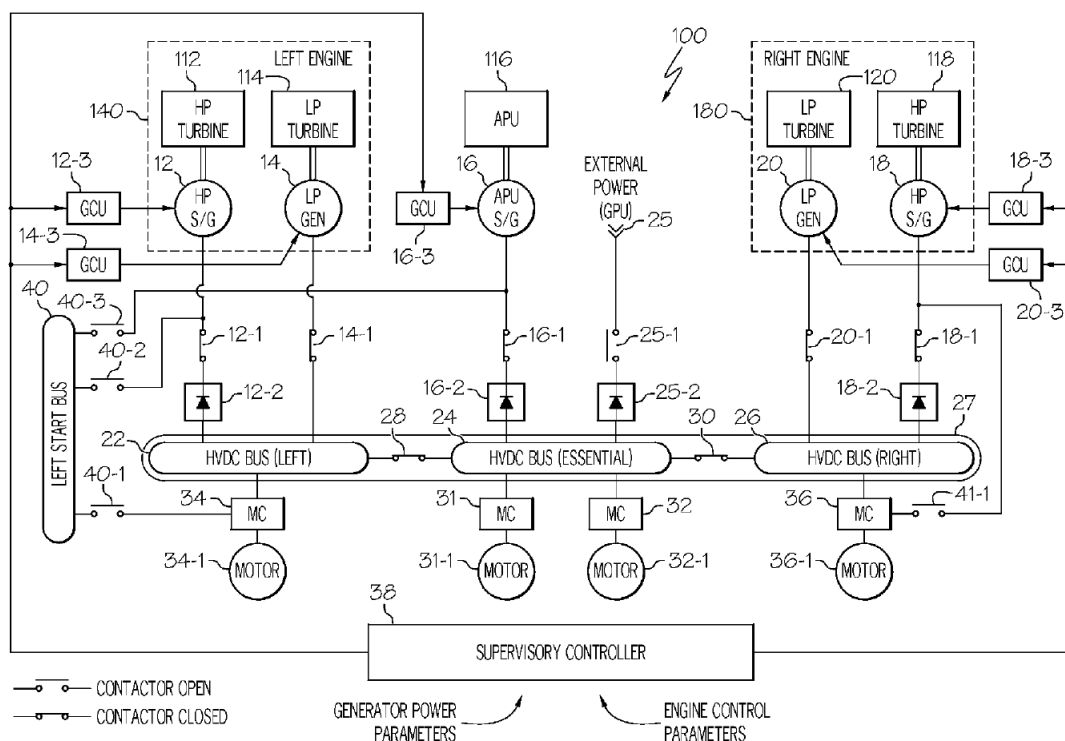 112
LEFT ENGINE
114
116
100
RIGHT ENGINE
120
118
140
HP
TURBINE
LP
TURBINE
APU
180
LP
TURBINE
HP
TURBINE
12-3
12
14
16
EXTERNAL
POWER
(GPU)
20
18
18-3
GCU
HP
S/G
LP
GEN
GCU
APU
S/G
LP
GEN
HP
S/G
GCU
14-3
16-3
25
GCU
GCU
40
40-3
20-3
40-2
12-1
14-1
16-1
25-1
20-1
18-1
12-2
16-2
25-2
18-2
LEFT START BUS
22
28
24
30
26
27
HVDC BUS (LEFT)
HVDC BUS (ESSENTIAL)
HVDC BUS (RIGHT)
40-1
34
31
32
36
41-1
MC
MC
MC
MC
34-1
MOTOR
31-1
MOTOR
MOTOR
32-1
36-1
MOTOR
38
SUPERVISORY CONTROLLER
CONTACTOR OPEN
CONTACTOR CLOSED
GENERATOR POWER
PARAMETERS
ENGINE CONTROL
PARAMETERS